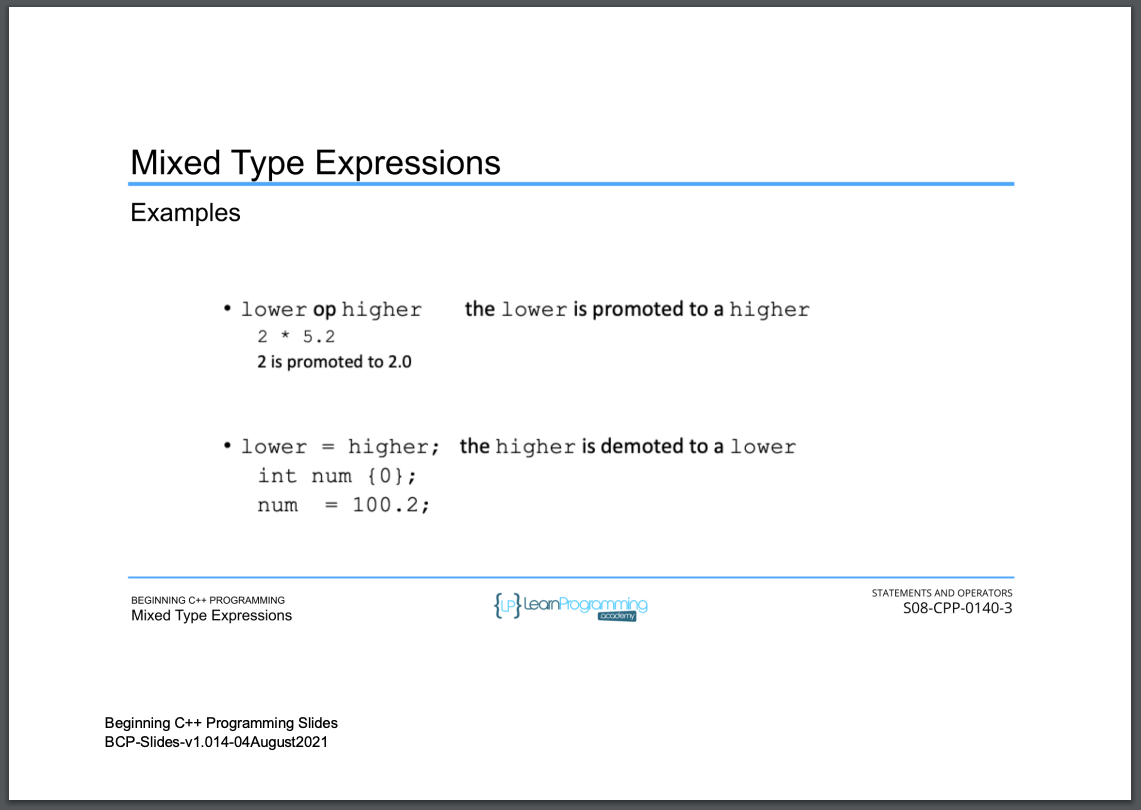 Mixed Type Expressions
Examples
• lower op higher the lower is promoted to a higher
2 * 5.2
2 is promoted to 2.0
• lower = higher; the higher is demoted to a lower
int num {0};
num = 100.2;
BEGINNING C++ PROGRAMMING
Mixed Type Expressions
{LP} LearnProgramming
academy
STATEMENTS AND OPERATORS
S08-CPP-0140-3
Beginning C++ Programming Slides
BCP-Slides-v1.014-04August2021